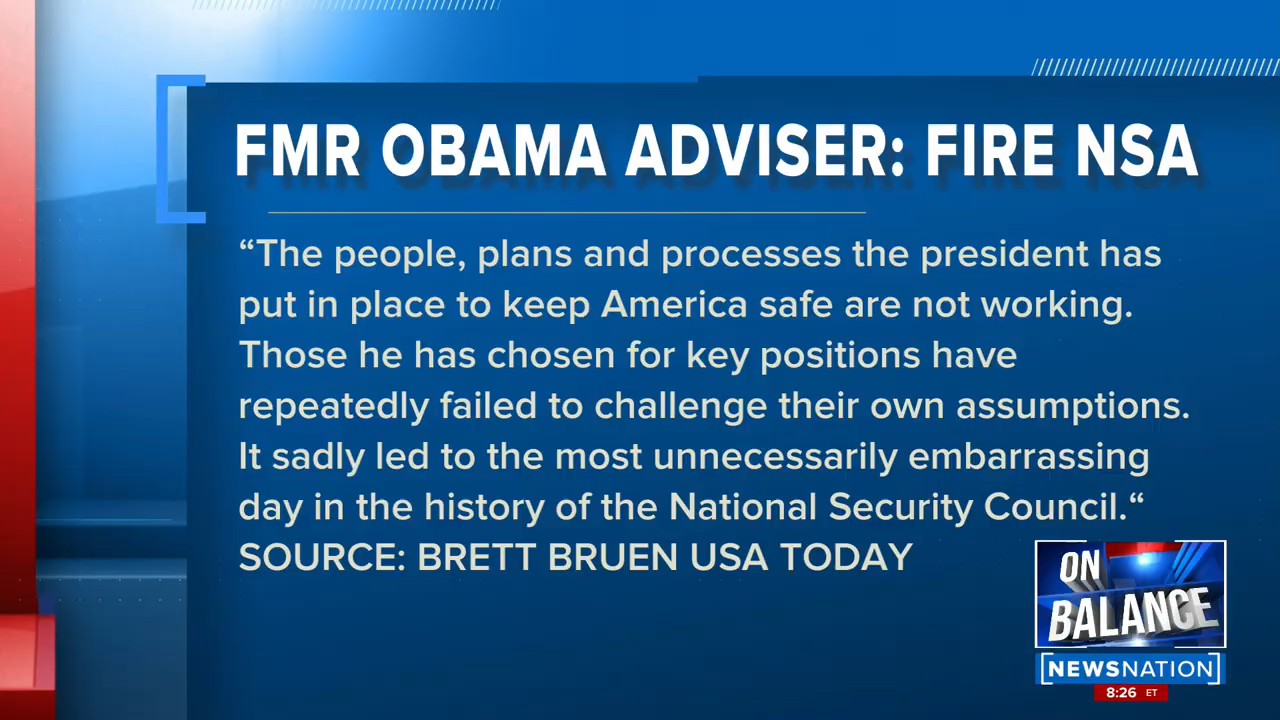 FMR OBAMA ADVISER: FIRE NSA
“The people, plans and processes the president has
put in place to keep America safe are not working.
Those he has chosen for key positions have
repeatedly failed to challenge their own assumptions.
It sadly led to the most unnecessarily embarrassing
day in the history of the National Security Council.“
SOURCE: BRETT BRUEN USA TODAY
ON
BALANCE
NEWSNATION
8:26 ET